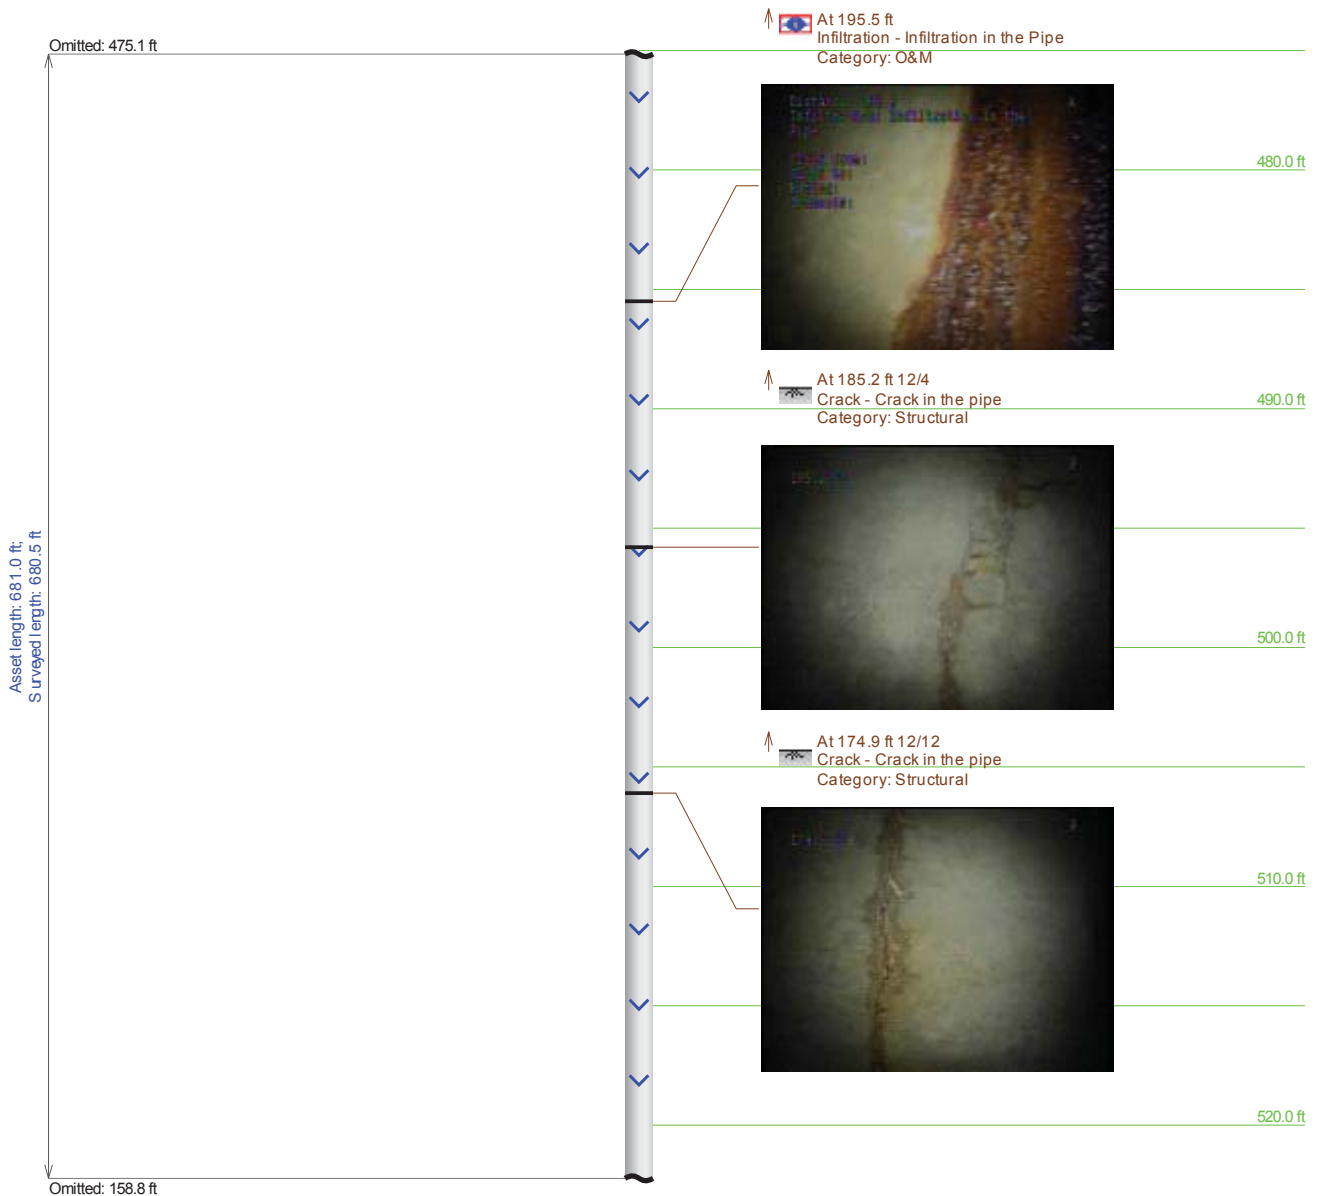 At 195.5 ft
Infiltration - Infiltration in the Pipe
Category: O&M
Omitted: 475.1 ft
480.0 ft
At 185.2 ft 12/4
Crack - Crack in the pipe
Category: Structural
490.0 ft
Asset length: 681.0 ft;
Surveyed length: 680.5 ft
500.0 ft
At 174.9 ft 12/12
Crack - Crack in the pipe
Category: Structural
510.0 ft
520.0 ft
Omitted: 158.8 ft